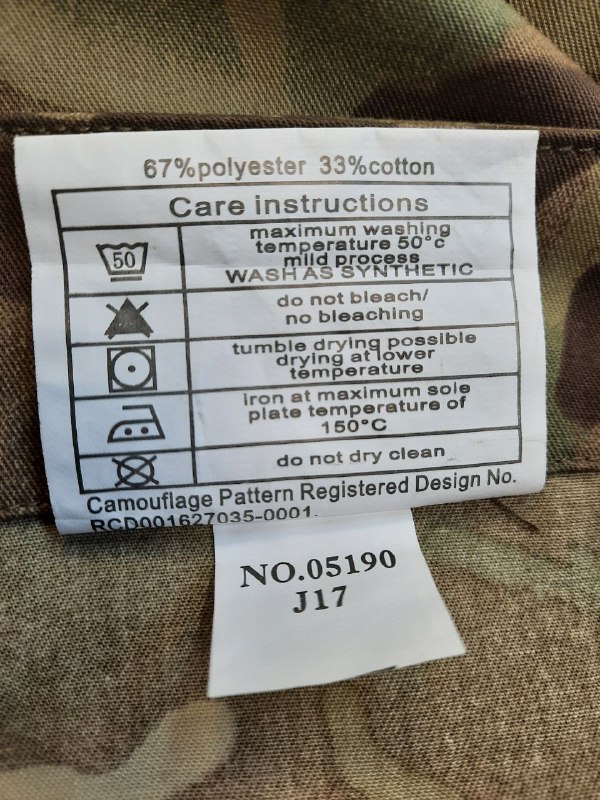 67%polyester 33%cotton
Care instructions
50
maximum washing
temperature 50°c
mild process
WASH AS SYNTHETIC
do not bleach/
no bleaching
tumble drying possible
drying at lower
temperature
iron at maximum sole
plate temperature of
150°C
do not dry clean
Camouflage Pattern Registered Design No.
RCD001627035-0001.
NO.05190
J17